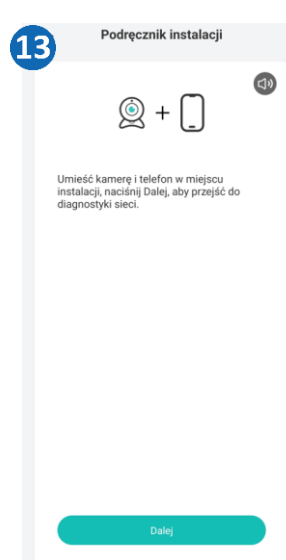 13
Podręcznik instalacji
+
Umieść kamerę i telefon w miejscu
instalacji, naciśnij Dalej, aby przejść do
diagnostyki sieci.
Dalej